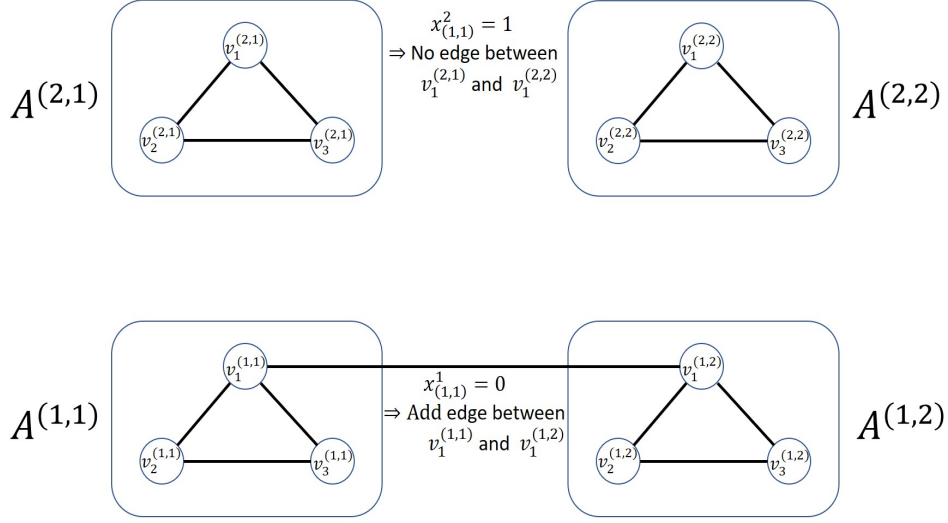 A^{(2,1)}
v_1^{(2,1)}
v_2^{(2,1)}
v_3^{(2,1)}
x^2_{(1,1)} = 1
⇒ No edge between
v_1^{(2,1)} and v_1^{(2,2)}
v_1^{(2,2)}
v_2^{(2,2)}
v_3^{(2,2)}
A^{(2,2)}
A^{(1,1)}
v_1^{(1,1)}
v_2^{(1,1)}
v_3^{(1,1)}
x^1_{(1,1)} = 0
⇒ Add edge between
v_1^{(1,1)} and v_1^{(1,2)}
v_1^{(1,2)}
v_2^{(1,2)}
v_3^{(1,2)}
A^{(1,2)}